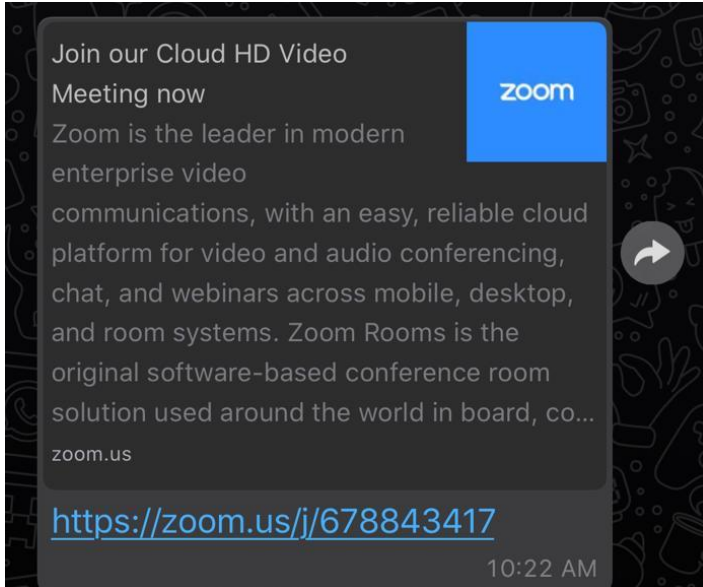 Join our Cloud HD Video
Meeting now
zoom
Zoom is the leader in modern
enterprise video
communications, with an easy, reliable cloud
platform for video and audio conferencing,
chat, and webinars across mobile, desktop,
and room systems. Zoom Rooms is the
original software-based conference room
solution used around the world in board, co...
zoom.us
https://zoom.us/j/678843417
10:22 AM